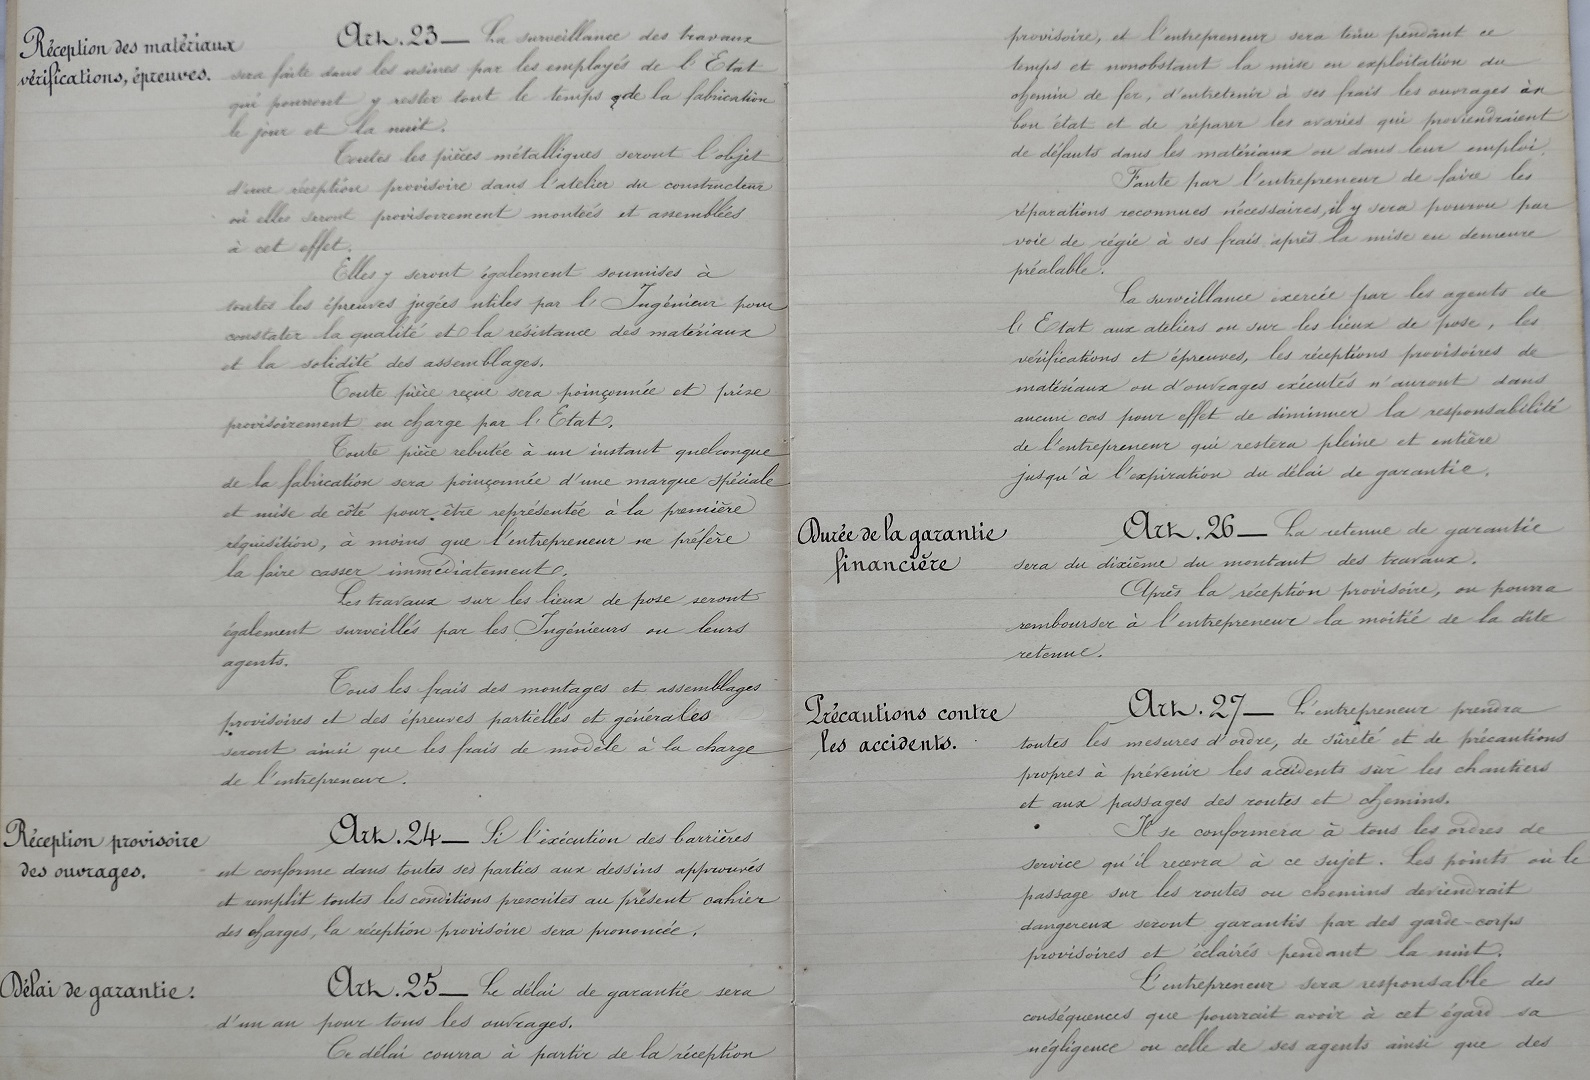 Réception des matériaux
vérifications, épreuves.
Art. 23 — La surveillance des travaux
sera faite dans les usines par les employés de l'Etat
qui pourront y rester tout le temps de la fabrication
le jour et la nuit.
Toutes les pièces métalliques seront l'objet
d'une réception provisoire dans l'atelier du constructeur
où elles seront provisoirement montées et assemblées
à cet effet.
Elles y seront également soumises à
toutes les épreuves jugées utiles par l'Ingénieur pour
constater la qualité et la résistance des matériaux
et la solidité des assemblages.
Toute pièce reçue sera poinçonnée et prise
provisoirement en charge par l'Etat.
Toute pièce rebutée à un instant quelconque
de la fabrication sera poinçonnée d'une marque spéciale
et mise de côté pour être représentée à la première
réquisition, à moins que l'entrepreneur ne préfère
la faire casser immédiatement.
Les travaux sur les lieux de pose seront
également surveillés par les Ingénieurs ou leurs
agents.
Tous les frais des montages et assemblages
provisoires et des épreuves partielles et générales
seront ainsi que les frais de modèle à la charge
de l'entrepreneur.
Réception provisoire
des ouvrages.
Art. 24 — Si l'exécution des barrières
est conforme dans toutes ses parties aux dessins approuvés
et remplit toutes les conditions prescrites au présent cahier
des charges, la réception provisoire sera prononcée.
Délai de garantie.
Art. 25 — Le délai de garantie sera
d'un an pour tous les ouvrages.
Ce délai courra à partir de la réception
provisoire, et l'entrepreneur sera tenu pendant ce
temps et nonobstant la mise en exploitation du
chemin de fer, d'entretenir à ses frais les ouvrages en
bon état et de réparer les avaries qui proviendraient
de défauts dans les matériaux ou dans leur emploi.
Faute par l'entrepreneur de faire les
réparations reconnues nécessaires, il y sera pourvu par
voie de régie à ses frais après la mise en demeure
préalable.
La surveillance exercée par les agents de
l'Etat aux ateliers ou sur les lieux de pose, les
vérifications et épreuves, les réceptions provisoires de
matériaux ou d'ouvrages exécutés n'auront dans
aucun cas pour effet de diminuer la responsabilité
de l'entrepreneur qui restera pleine et entière
jusqu'à l'expiration du délai de garantie.
Durée de la garantie
financière
Art. 26 — La retenue de garantie
sera du dixième du montant des travaux.
Après la réception provisoire, on pourra
rembourser à l'entrepreneur la moitié de la dite
retenue.
Précautions contre
les accidents.
Art. 27 — L'entrepreneur prendra
toutes les mesures d'ordre, de sûreté et de précautions
propres à prévenir les accidents sur les chantiers
et aux passages des routes et chemins.
Il se conformera à tous les ordres de
service qu'il recevra à ce sujet. Les points où le
passage sur les routes ou chemins deviendrait
dangereux seront garantis par des garde-corps
provisoires et éclairés pendant la nuit.
L'entrepreneur sera responsable des
conséquences que pourrait avoir à cet égard sa
négligence ou celle de ses agents ainsi que des